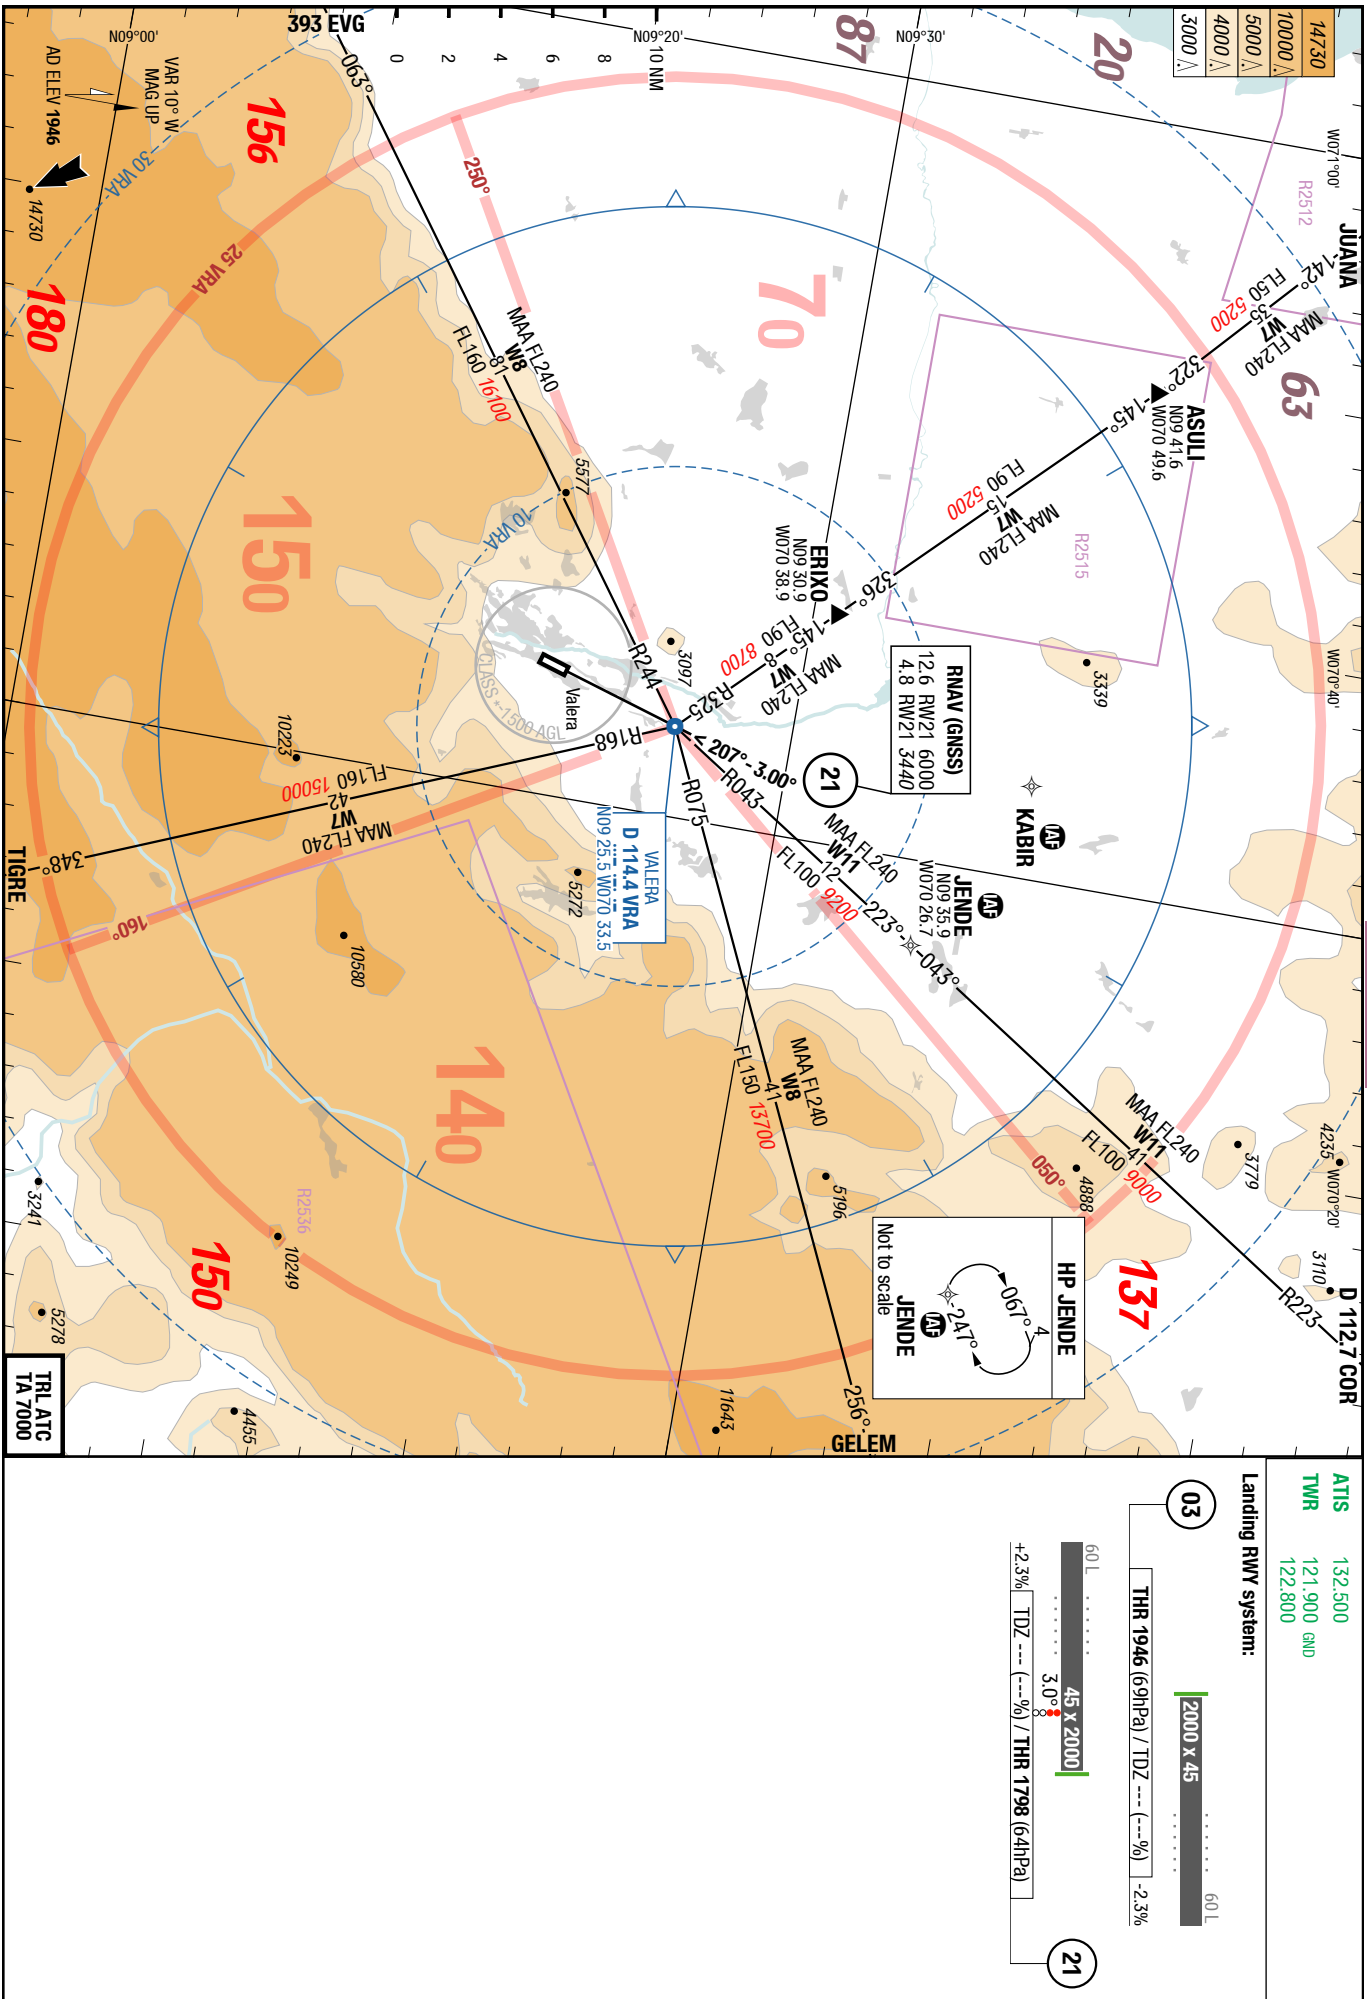 14730
10000
5000
4000
3000
20
87
N09°30'
N09°20'
N09°00'
10 NM
8
6
4
2
0
393 EVG
063°
VAR 10° W
MAG UP
AD ELEV 1946
14730
156
180
30 VRA
25 VRA
250°
W071°00'
R2512
JUANA
142°
FL50
5200
35
W7
MAA FL240
63
322°
ASULI
N09 41.6
W070 49.6
145°
FL90
5200
15
W7
MAA FL240
R2515
326°
ERIXO
N09 30.9
W070 38.9
145°
FL90
8700
8
W7
MAA FL240
R325
70
MAA FL240
W8
81
FL160 16100
5577
10 VRA
R244
3097
150
Valera
CLASS *-1500 AGL
RNAV (GNSS)
12.6 RW21 6000
4.8 RW21 3440
21
< 207°-3.00°
3339
W070°40'
IAF
KABIR
R168
10223
FL160 15000
42
W7
MAA FL240
348°
TIGRE
160°
10580
VALERA
D 114.4 VRA
N09 25.5 W070 33.5
5272
R043
R075
MAA FL240
W11
12
FL100 9200
223°
IAF
JENDE
N09 35.9
W070 26.7
043°
MAA FL240
W8
41
FL150 13700
5196
140
R2536
10249
150
3241
5278
4455
11643
256°
GELEM
050°
4888
MAA FL240
W11
41
FL100 9000
3779
4235
W070°20'
3110
R223
D 112.7 COR
137
HP JENDE
4
067°
247°
IAF
JENDE
Not to scale
TRL ATC
TA 7000
ATIS 132.500
TWR 121.900 GND
122.800
Landing RWY system:
03
60 L
2000 x 45
THR 1946 (69hPa) / TDZ --- (---%) -2.3%
60 L
45 x 2000
3.0°
+2.3% TDZ --- (---%) / THR 1798 (64hPa)
21